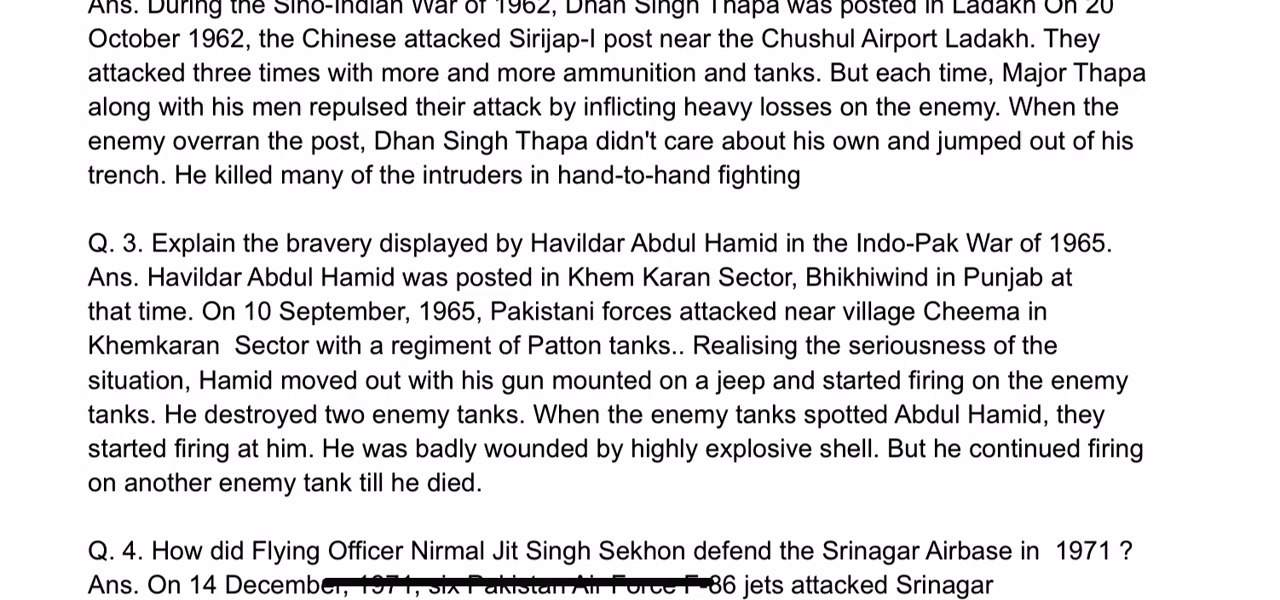 Ans. During the Sino-Indian War of 1962, Dhan Singh Thapa was posted in Ladakh On 20
October 1962, the Chinese attacked Sirijap-I post near the Chushul Airport Ladakh. They
attacked three times with more and more ammunition and tanks. But each time, Major Thapa
along with his men repulsed their attack by inflicting heavy losses on the enemy. When the
enemy overran the post, Dhan Singh Thapa didn't care about his own and jumped out of his
trench. He killed many of the intruders in hand-to-hand fighting
Q. 3. Explain the bravery displayed by Havildar Abdul Hamid in the Indo-Pak War of 1965.
Ans. Havildar Abdul Hamid was posted in Khem Karan Sector, Bhikhiwind in Punjab at
that time. On 10 September, 1965, Pakistani forces attacked near village Cheema in
Khemkaran  Sector with a regiment of Patton tanks.. Realising the seriousness of the
situation, Hamid moved out with his gun mounted on a jeep and started firing on the enemy
tanks. He destroyed two enemy tanks. When the enemy tanks spotted Abdul Hamid, they
started firing at him. He was badly wounded by highly explosive shell. But he continued firing
on another enemy tank till he died.
Q. 4. How did Flying Officer Nirmal Jit Singh Sekhon defend the Srinagar Airbase in  1971 ?
Ans. On 14 December, 1971, six Pakistan Air Force F-86 jets attacked Srinagar